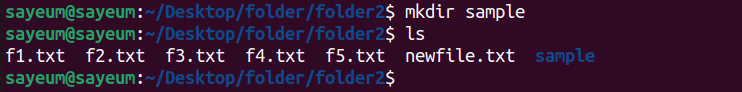 sayeum@sayeum:~/Desktop/folder/folder2$ mkdir sample
sayeum@sayeum:~/Desktop/folder/folder2$ ls
f1.txt  f2.txt  f3.txt  f4.txt  f5.txt  newfile.txt  sample
sayeum@sayeum:~/Desktop/folder/folder2$